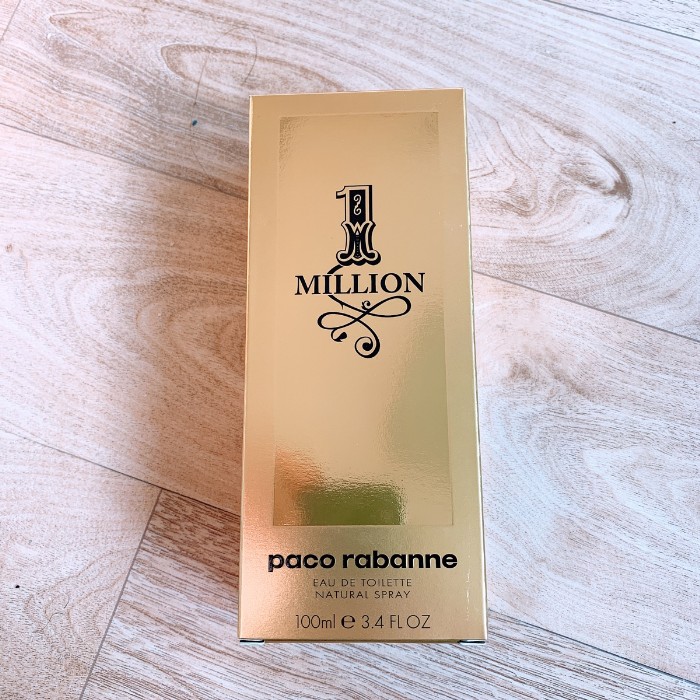 1
MILLION
paco rabanne
EAU DE TOILETTE
NATURAL SPRAY
100ml ℮ 3.4 FL OZ